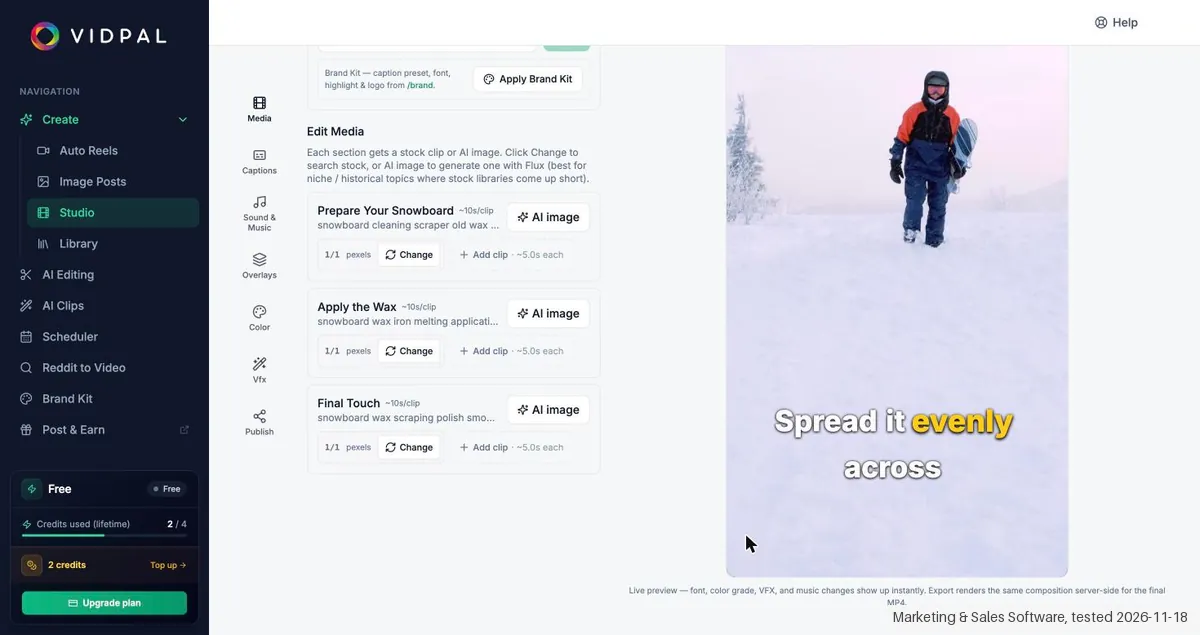 VIDPAL
Help
NAVIGATION
Create
Auto Reels
Image Posts
Studio
Library
AI Editing
AI Clips
Scheduler
Reddit to Video
Brand Kit
Post & Earn
Free
Free
Credits used (lifetime) 2 / 4
2 credits Top up →
Upgrade plan
Media
Captions
Sound &
Music
Overlays
Color
Vfx
Publish
Brand Kit — caption preset, font,
highlight & logo from /brand.
Apply Brand Kit
Edit Media
Each section gets a stock clip or AI image. Click Change to
search stock, or AI image to generate one with Flux (best for
niche / historical topics where stock libraries come up short).
Prepare Your Snowboard ~10s/clip
snowboard cleaning scraper old wax ...
AI image
1/1 pexels Change + Add clip · ~5.0s each
Apply the Wax ~10s/clip
snowboard wax iron melting applicati...
AI image
1/1 pexels Change + Add clip · ~5.0s each
Final Touch ~10s/clip
snowboard wax scraping polish smo...
AI image
1/1 pexels Change + Add clip · ~5.0s each
Spread it evenly
across
Live preview — font, color grade, VFX, and music changes show up instantly. Export renders the same composition server-side for the final
MP4.
Marketing & Sales Software, tested 2026-11-18